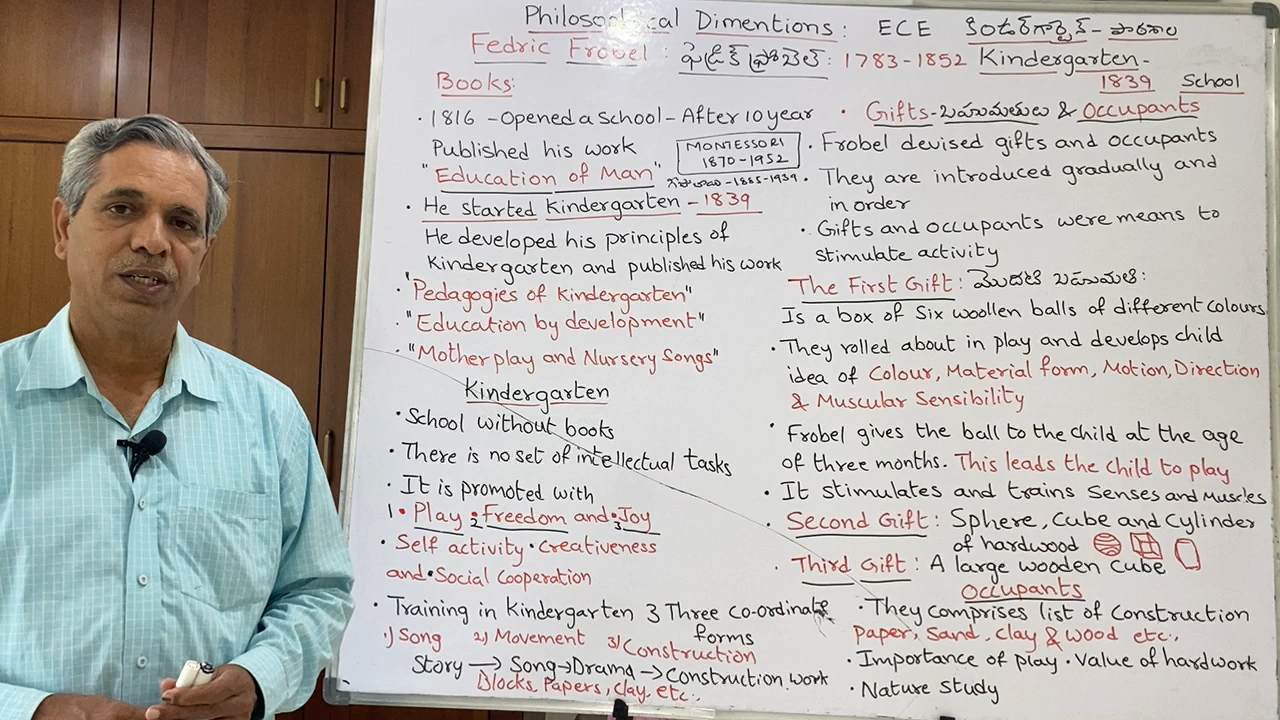 Philosophical Dimentions : ECE కిండర్‌గార్టెన్ - పాఠశాల
Fedric Frobel : ఫ్రెడ్రిక్ ఫ్రోబెల్ : 1783-1852 Kindergarten-
1839 School
Books:
· 1816 - Opened a school - After 10 year
Published his work
MONTESSORI
1870-1952
"Education of Man"
-1885-1939
· He started Kindergarten - 1839
He developed his principles of
Kindergarten and published his work
· "Pedagogies of Kindergarten"
· "Education by development"
· "Mother play and Nursery Songs"
Kindergarten
· School without books
· There is no set of intellectual tasks
· It is promoted with
1 · Play 2 · Freedom and 3 · Joy
· Self activity · Creativeness
and · Social Cooperation
· Training in Kindergarten 3 Three co-ordinate
forms
1) Song 2) Movement 3) Construction
Story → Song → Drama → Construction work
Blocks, Papers, clay. etc.,
· Gifts - బహుమతులు & Occupants
· Frobel devised gifts and occupants
· They are introduced gradually and
in order
· Gifts and occupants were means to
stimulate activity
The First Gift : మొదటి బహుమతి :
Is a box of Six woollen balls of different colours.
· They rolled about in play and develops child
idea of Colour, Material form, Motion, Direction
& Muscular Sensibility
· Frobel gives the ball to the child at the age
of three months. This leads the child to play
· It stimulates and trains Senses and Muscles
· Second Gift : Sphere, Cube and Cylinder
of hardwood
· Third Gift : A large wooden cube
Occupants
· They comprises list of construction
Paper, Sand, clay & wood etc.,
· Importance of play · Value of hardwork
· Nature study